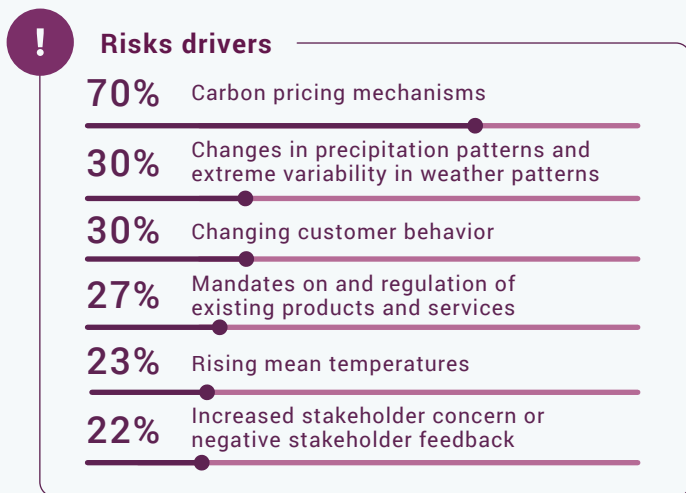 !
Risks drivers
70% Carbon pricing mechanisms
30% Changes in precipitation patterns and
extreme variability in weather patterns
30% Changing customer behavior
27% Mandates on and regulation of
existing products and services
23% Rising mean temperatures
22% Increased stakeholder concern or
negative stakeholder feedback